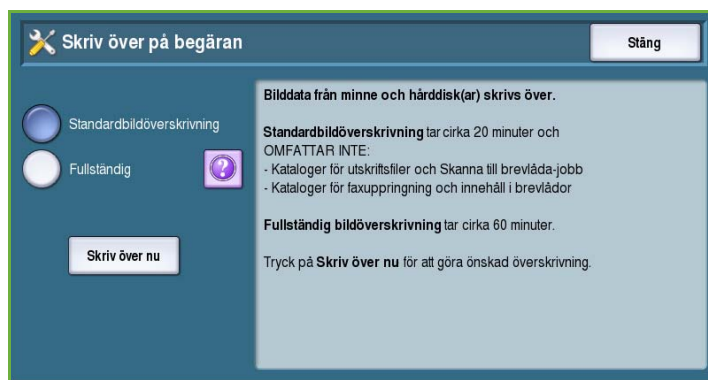 Skriv över på begäran
Stäng
Standardbildöverskrivning
Fullständig
?
Skriv över nu
Bilddata från minne och hårddisk(ar) skrivs över.
Standardbildöverskrivning tar cirka 20 minuter och
OMFATTAR INTE:
- Kataloger för utskriftsfiler och Skanna till brevlåda-jobb
- Kataloger för faxuppringning och innehåll i brevlådor
Fullständig bildöverskrivning tar cirka 60 minuter.
Tryck på Skriv över nu för att göra önskad överskrivning.